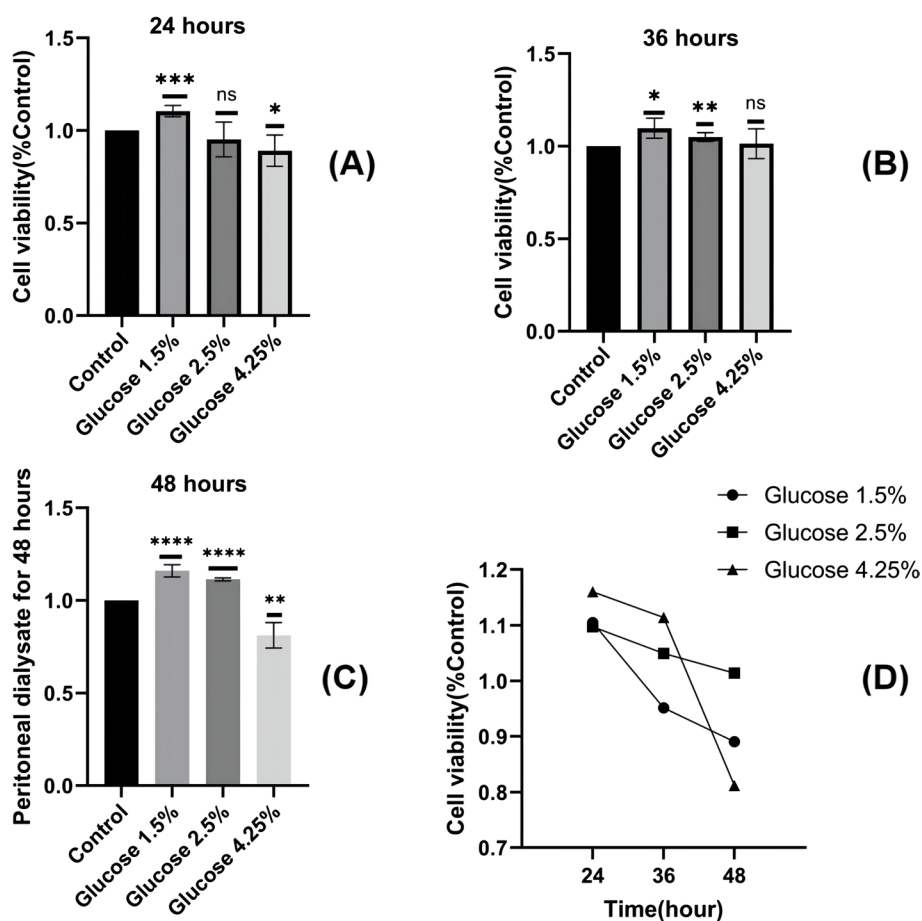 24 hours
Cell viability(%Control)
1.5
1.0
0.5
0.0
***
ns
*
Control
Glucose 1.5%
Glucose 2.5%
Glucose 4.25%
(A)
36 hours
Cell viability(%Control)
1.5
1.0
0.5
0.0
*
**
ns
Control
Glucose 1.5%
Glucose 2.5%
Glucose 4.25%
(B)
48 hours
Peritoneal dialysate for 48 hours
1.5
1.0
0.5
0.0
****
****
**
Control
Glucose 1.5%
Glucose 2.5%
Glucose 4.25%
(C)
Glucose 1.5%
Glucose 2.5%
Glucose 4.25%
Cell viability(%Control)
1.2
1.1
1.0
0.9
0.8
0.7
24
36
48
Time(hour)
(D)